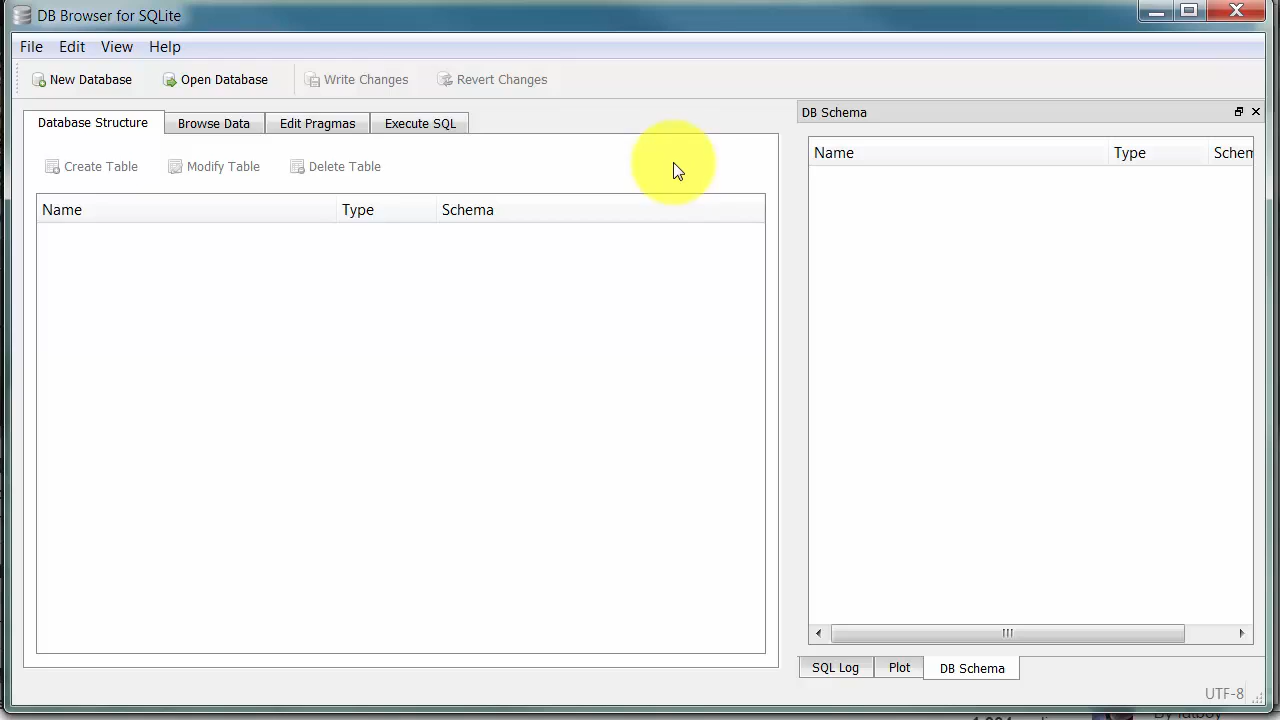 DB Browser for SQLite
File Edit View Help
New Database Open Database Write Changes Revert Changes
Database Structure Browse Data Edit Pragmas Execute SQL
Create Table Modify Table Delete Table
Name Type Schema
DB Schema
Name Type Schem
SQL Log Plot DB Schema
UTF-8